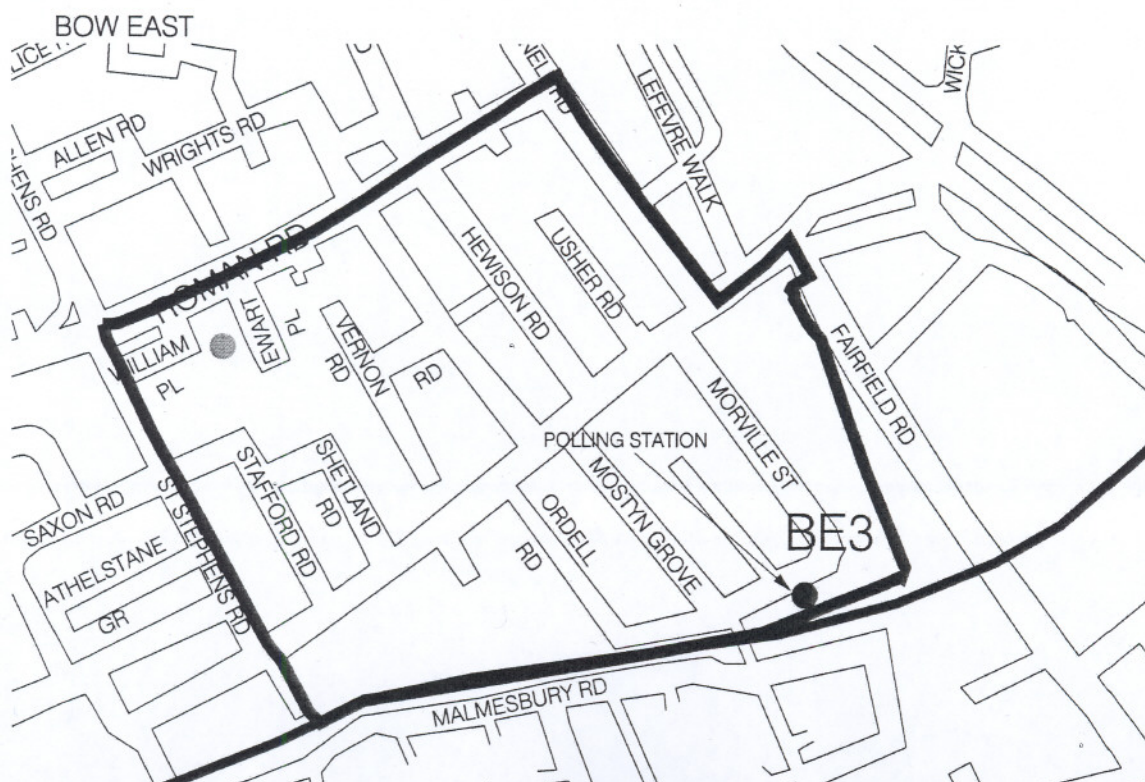 BOW EAST
ALLEN RD
WRIGHTS RD
LEFEVRE WALK
ROMAN RD
HEWISON RD
USHER RD
EWART
PL
WILLIAM
PL
VERNON
RD
RD
FAIRFIELD RD
POLLING STATION
MORVILLE ST
SHETLAND
RD
STAFFORD RD
MOSTYN GROVE
ORDELL
RD
BE3
SAXON RD
ST STEPHENS RD
ATHELSTANE
GR
MALMESBURY RD